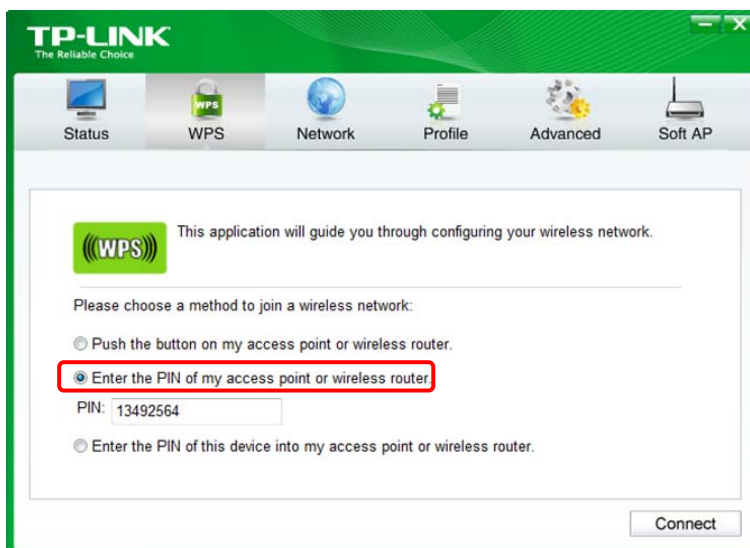 TP-LINK
The Reliable Choice
Status WPS Network Profile Advanced Soft AP
WPS
(((WPS)))
This application will guide you through configuring your wireless network.
Please choose a method to join a wireless network:
Push the button on my access point or wireless router.
Enter the PIN of my access point or wireless router.
PIN: 13492564
Enter the PIN of this device into my access point or wireless router.
Connect